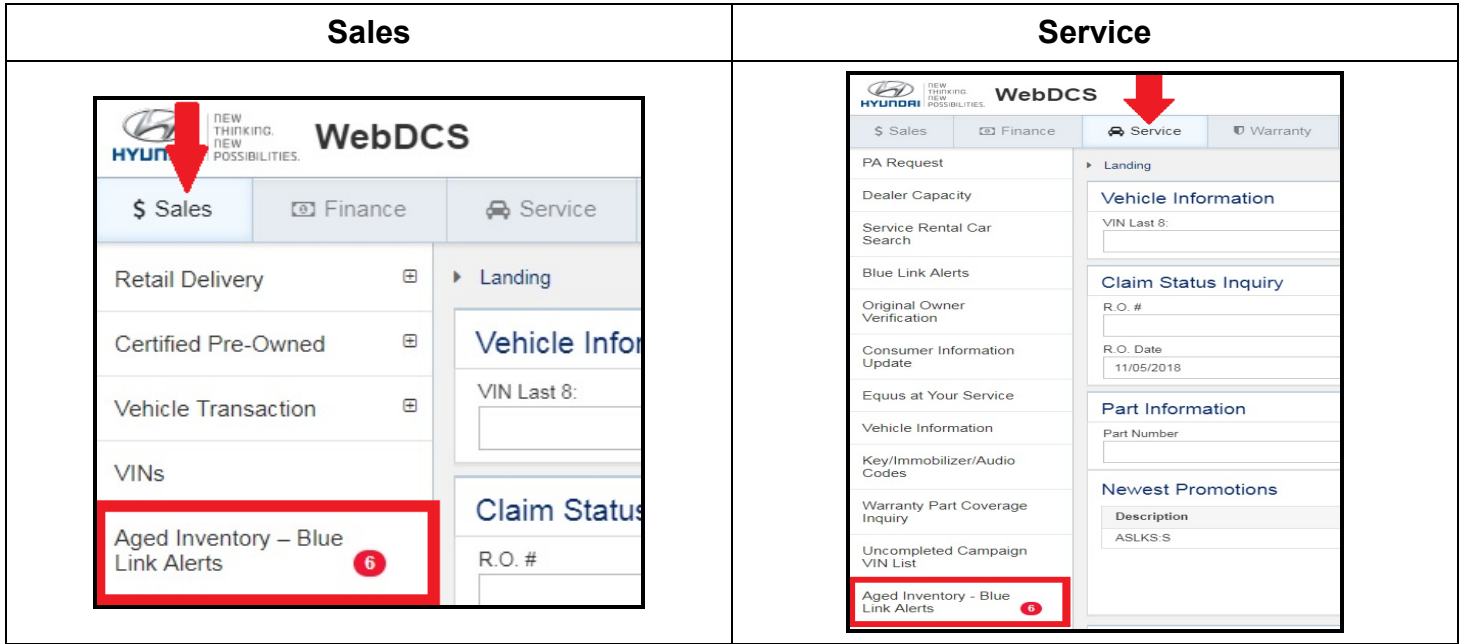 Sales
Service
NEW
THINKING.
NEW
POSSIBILITIES.
WebDCS
$ Sales
Finance
Service
Retail Delivery
Certified Pre-Owned
Vehicle Transaction
VINs
Aged Inventory – Blue
Link Alerts
6
Landing
Vehicle Infor
VIN Last 8:
Claim Status
R.O. #
HYUNDAI
NEW
THINKING.
NEW
POSSIBILITIES.
WebDCS
$ Sales
Finance
Service
Warranty
PA Request
Dealer Capacity
Service Rental Car
Search
Blue Link Alerts
Original Owner
Verification
Consumer Information
Update
Equus at Your Service
Vehicle Information
Key/Immobilizer/Audio
Codes
Warranty Part Coverage
Inquiry
Uncompleted Campaign
VIN List
Aged Inventory - Blue
Link Alerts
6
Landing
Vehicle Information
VIN Last 8:
Claim Status Inquiry
R.O. #
R.O. Date
11/05/2018
Part Information
Part Number
Newest Promotions
Description
ASLKS:S